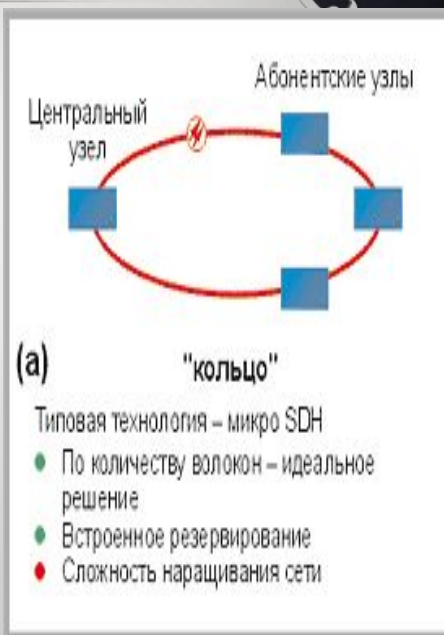 Абонентские узлы
Центральный
узел
(а)
"кольцо"
Типовая технология – микро SDH
По количеству волокон – идеальное
решение
Встроенное резервирование
Сложность наращивания сети